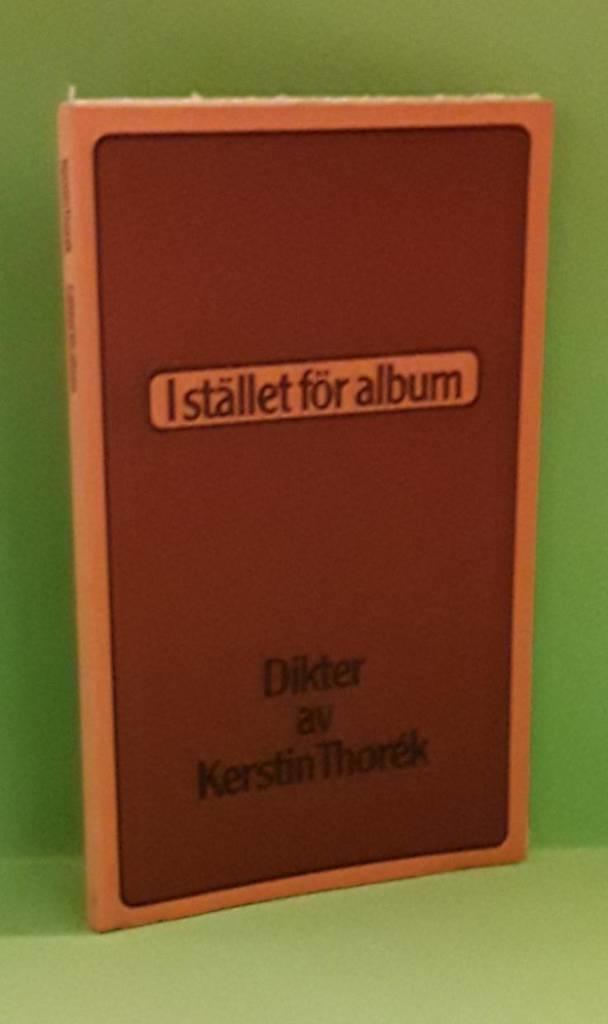 I stället för album
Dikter
av
Kerstin Thorék